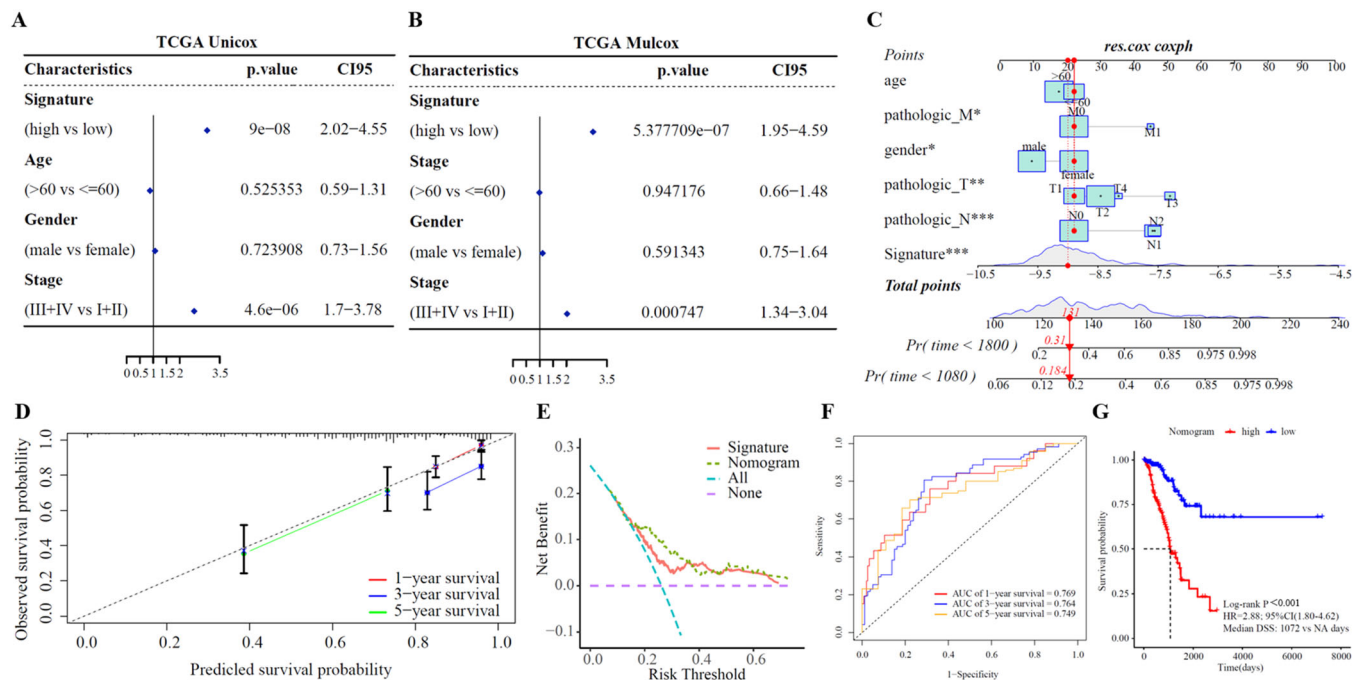 A
TCGA Unicox
Characteristics p.value CI95
Signature
(high vs low) 9e−08 2.02−4.55
Age
(>60 vs <=60) 0.525353 0.59−1.31
Gender
(male vs female) 0.723908 0.73−1.56
Stage
(III+IV vs I+II) 4.6e−06 1.7−3.78
0 0.5 1 1.5 2 3.5
B
TCGA Mulcox
Characteristics p.value CI95
Signature
(high vs low) 5.377709e−07 1.95−4.59
Stage
(>60 vs <=60) 0.947176 0.66−1.48
Gender
(male vs female) 0.591343 0.75−1.64
Stage
(III+IV vs I+II) 0.000747 1.34−3.04
0 0.5 1 1.5 2 3.5
C
res.cox coxph
Points
0 10 20 30 40 50 60 70 80 90 100
age >60 <=60
pathologic_M* M0 M1
gender* male female
pathologic_T** T1 T2 T4 T3
pathologic_N*** N0 N2 N1
Signature***
−10.5 −9.5 −8.5 −7.5 −6.5 −5.5 −4.5
Total points
131
100 120 140 160 180 200 220 240
0.31
Pr( time < 1800 )
0.2 0.4 0.6 0.85 0.975 0.998
0.184
Pr( time < 1080 )
0.06 0.12 0.2 0.4 0.6 0.85 0.975 0.998
D
Observed survival probability
0.0 0.2 0.4 0.6 0.8 1.0
1−year survival
3−year survival
5−year survival
0.0 0.2 0.4 0.6 0.8 1.0
Predicled survival probability
E
Net Benefit
0.3
0.2
0.1
0.0
−0.1
Signature
Nomogram
All
None
0.0 0.2 0.4 0.6
Risk Threshold
F
Sensitivity
0.0 0.2 0.4 0.6 0.8 1.0
AUC of 1−year survival = 0.769
AUC of 3−year survival = 0.764
AUC of 5−year survival = 0.749
0.0 0.2 0.4 0.6 0.8 1.0
1−Specificity
G
Nomogram high low
Survival probability
1.00
0.75
0.50
0.25
0.00
Log-rank P <0.001
HR=2.88; 95%CI(1.80-4.62)
Median DSS: 1072 vs NA days
0 2000 4000 6000 8000
Time(days)